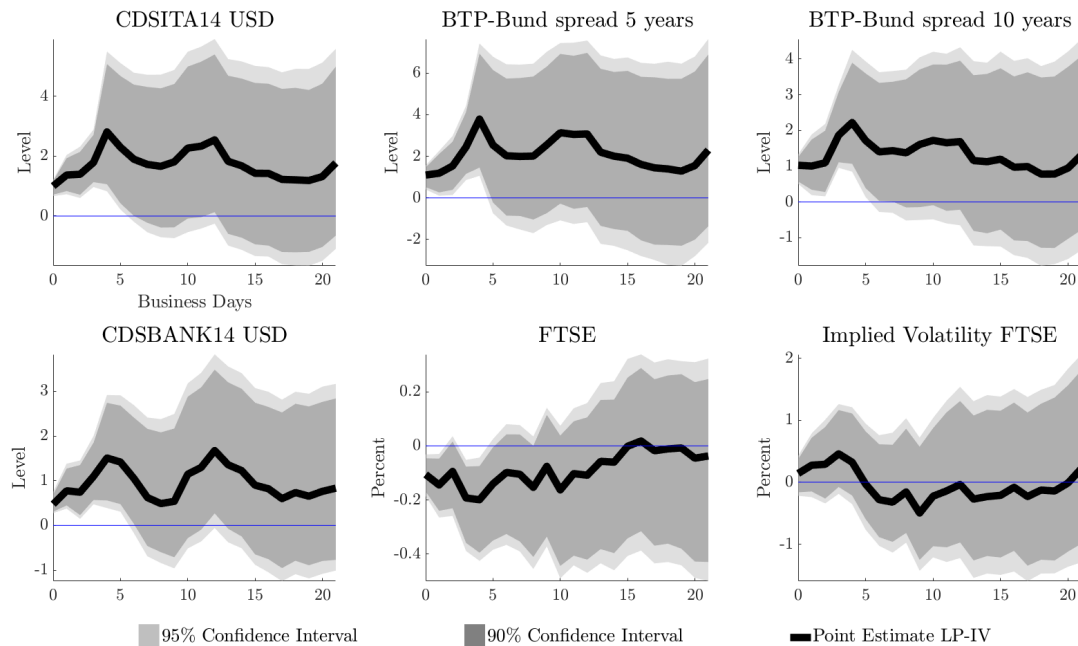 CDSITA14 USD
BTP-Bund spread 5 years
BTP-Bund spread 10 years
Level
4
2
0
0 5 10 15 20
Business Days
Level
6
4
2
0
-2
0 5 10 15 20
Level
4
3
2
1
0
-1
0 5 10 15 20
CDSBANK14 USD
FTSE
Implied Volatility FTSE
Level
3
2
1
0
-1
0 5 10 15 20
Percent
0.2
0
-0.2
-0.4
0 5 10 15 20
Percent
2
1
0
-1
0 5 10 15 20
95% Confidence Interval
90% Confidence Interval
Point Estimate LP-IV